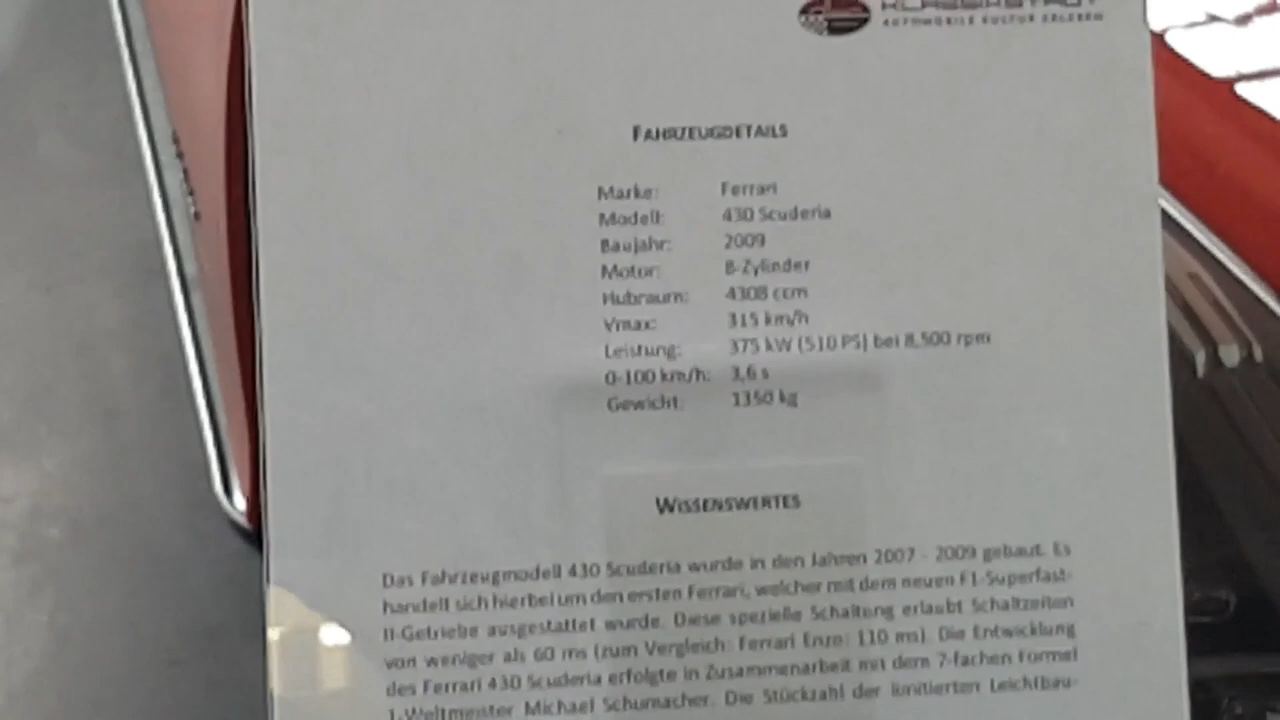 KLASSIKSTADT
AUTOMOBILE KULTUR ERLEBEN
FAHRZEUGDETAILS
Marke: Ferrari
Modell: 430 Scuderia
Baujahr: 2009
Motor: 8-Zylinder
Hubraum: 4308 ccm
Vmax: 315 km/h
Leistung: 375 kW (510 PS) bei 8,500 rpm
0-100 km/h: 3,6 s
Gewicht: 1350 kg
WISSENSWERTES
Das Fahrzeugmodell 430 Scuderia wurde in den Jahren 2007 - 2009 gebaut. Es
handelt sich hierbei um den ersten Ferrari, welcher mit dem neuen F1-Superfast-
II-Getriebe ausgestattet wurde. Diese spezielle Schaltung erlaubt Schaltzeiten
von weniger als 60 ms (zum Vergleich: Ferrari Enzo: 110 ms). Die Entwicklung
des Ferrari 430 Scuderia erfolgte in Zusammenarbeit mit dem 7-fachen Formel
1-Weltmeister Michael Schumacher. Die Stückzahl der limitierten Leichtbau-